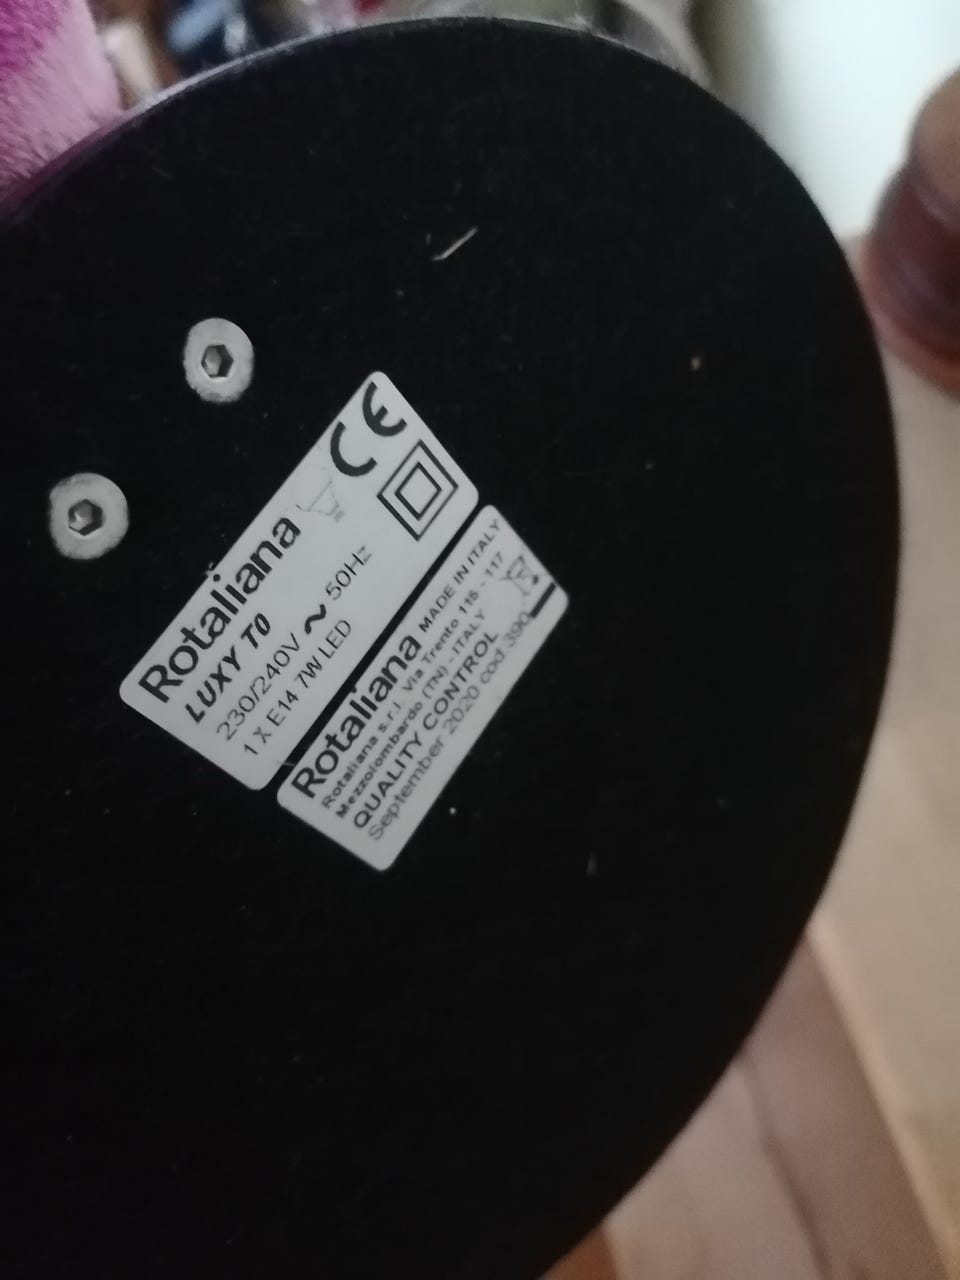 Rotaliana
LUXY T0
230/240V ~ 50Hz
1 X E14 7W LED
CE
Rotaliana MADE IN ITALY
Rotaliana s.r.l Via Trento 115 - 117
Mezzolombardo (TN) - ITALY
QUALITY CONTROL
September 2020 cod.390